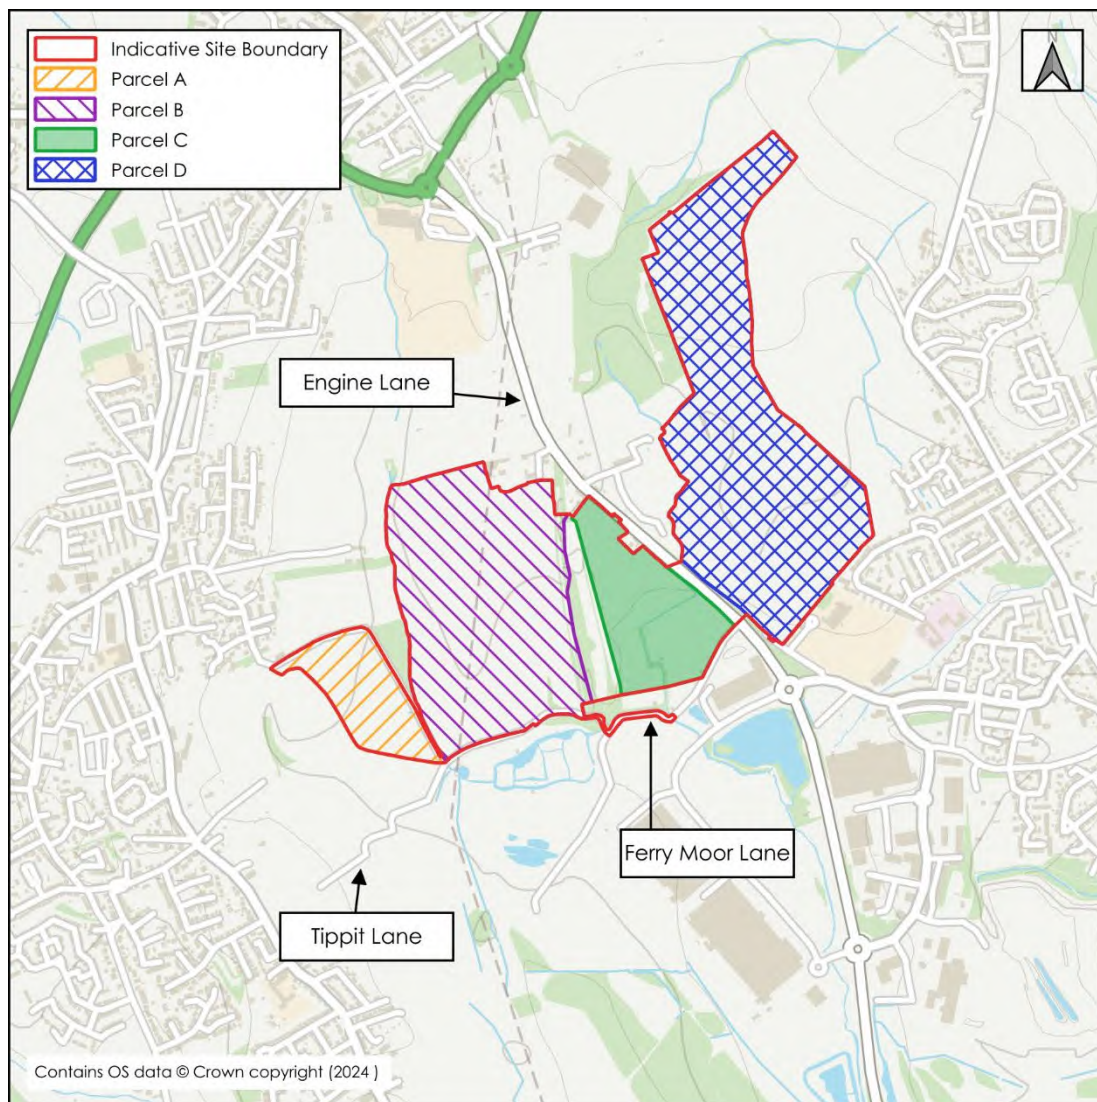 Indicative Site Boundary
Parcel A
Parcel B
Parcel C
Parcel D
N
Engine Lane
Ferry Moor Lane
Tippit Lane
Contains OS data © Crown copyright (2024 )